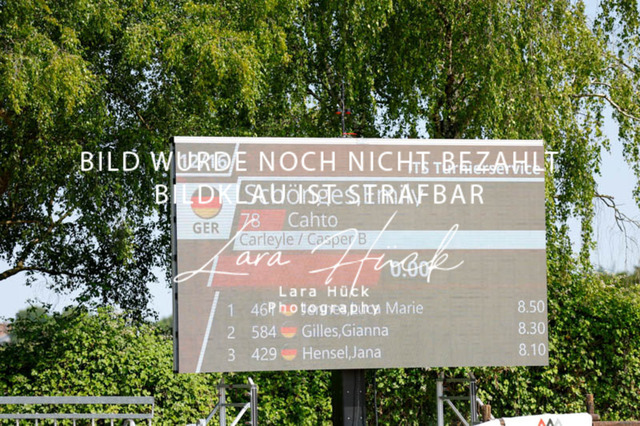 BILD WURDE NOCH NICHT BEZAHLT
BILDKLAU IST STRAFBAR
TS Turnierservice
GER
78 Cahto
Carleyle / Casper B
0.00
Lara Hück
Lara Hück
Photography
1 Marie 8.50
2 584 Gilles,Gianna 8.30
3 429 Hensel,Jana 8.10